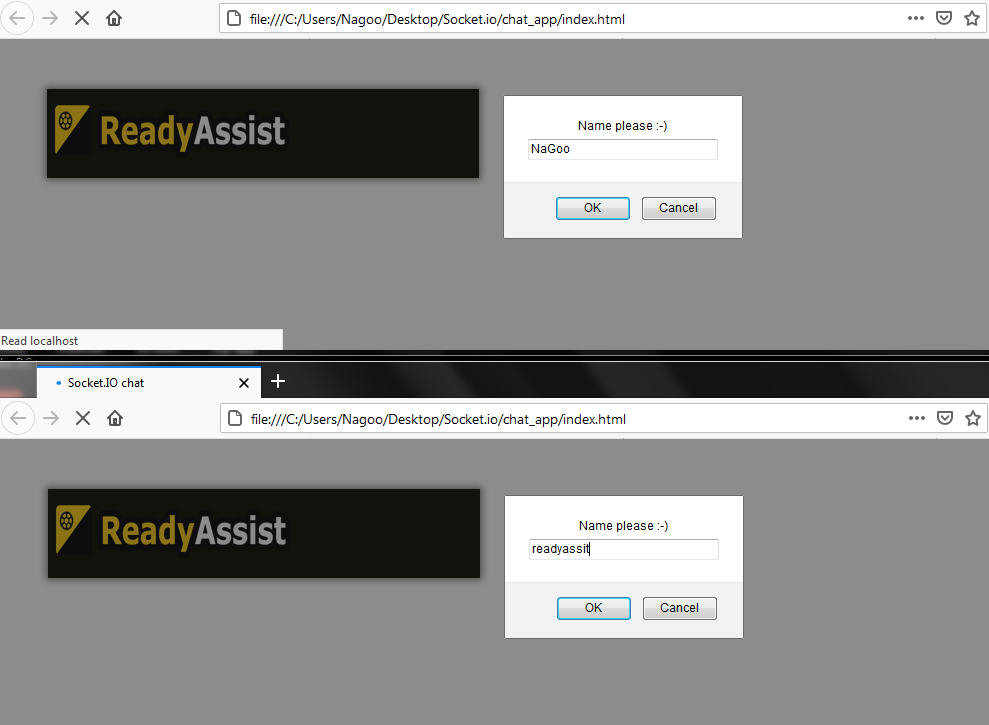 file:///C:/Users/Nagoo/Desktop/Socket.io/chat_app/index.html
ReadyAssist
Name please :-)
NaGoo
OK Cancel
Read localhost
Socket.IO chat
file:///C:/Users/Nagoo/Desktop/Socket.io/chat_app/index.html
ReadyAssist
Name please :-)
readyassit
OK Cancel